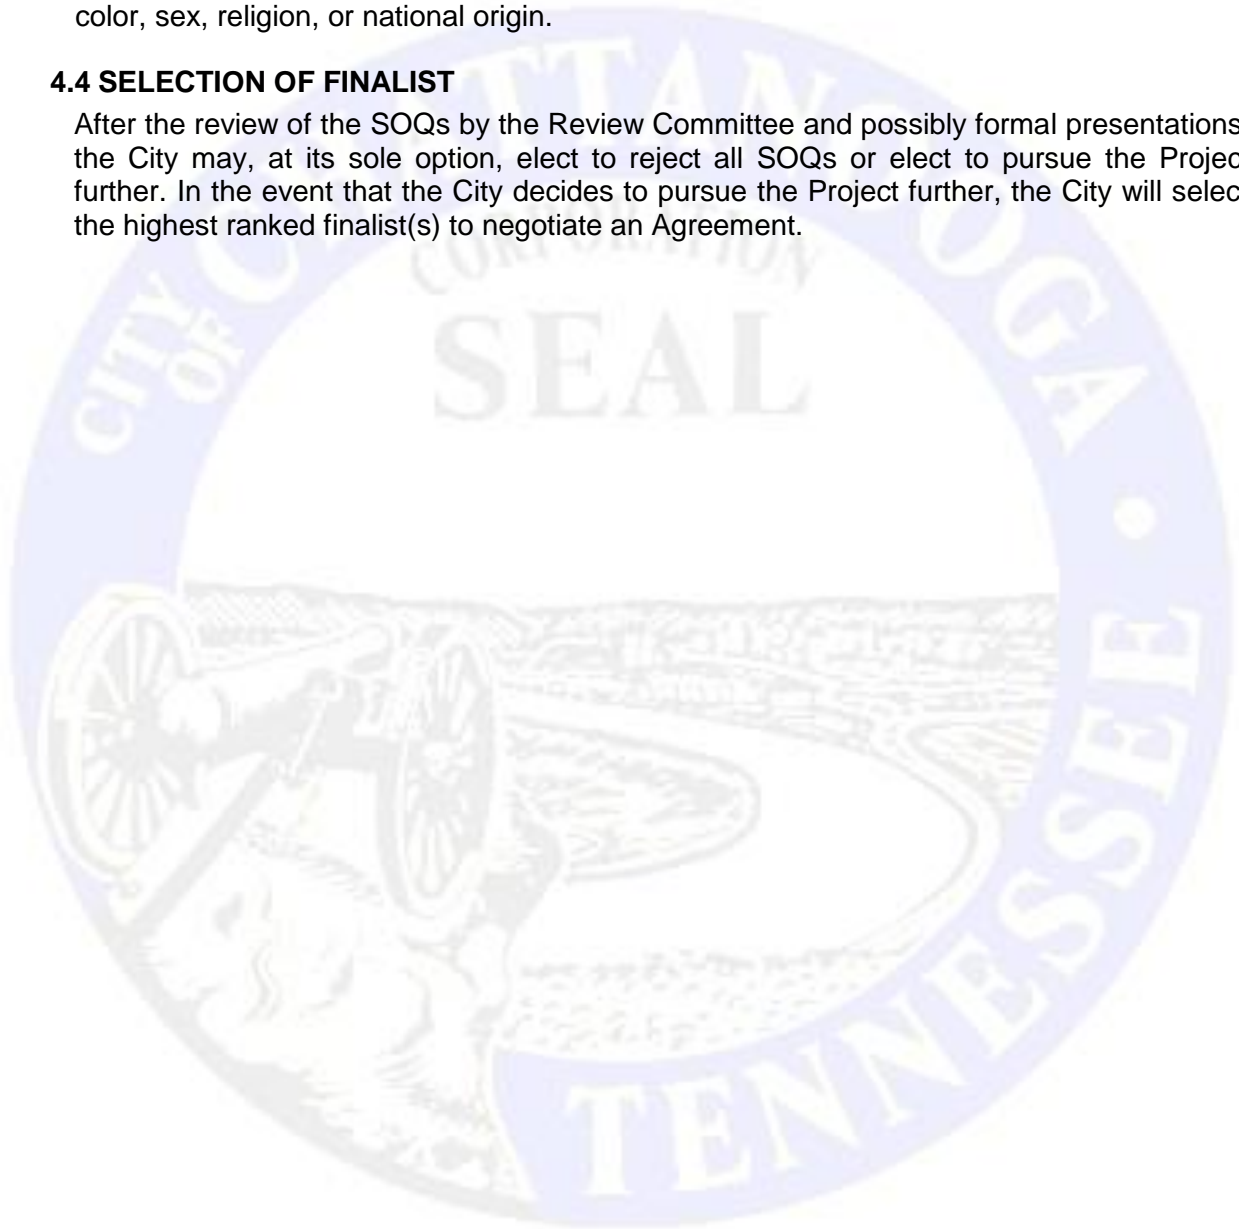 color, sex, religion, or national origin.
4.4 SELECTION OF FINALIST
After the review of the SOQs by the Review Committee and possibly formal presentations
the City may, at its sole option, elect to reject all SOQs or elect to pursue the Projec
further. In the event that the City decides to pursue the Project further, the City will selec
the highest ranked finalist(s) to negotiate an Agreement.
CITY OF CHATTANOOGA • TENNESSEE
CORPORATION
SEAL